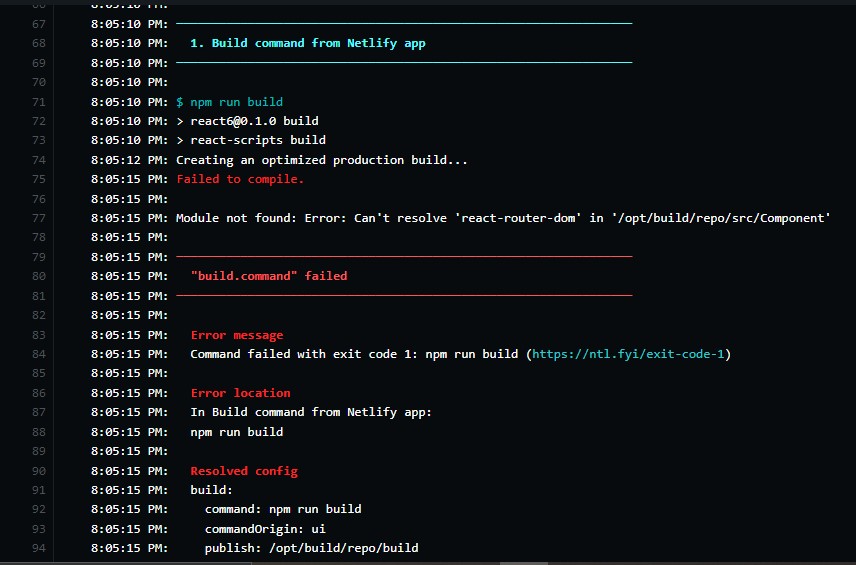 67 8:05:10 PM: ────────────────────────────────────────────────────────────────
68 8:05:10 PM:   1. Build command from Netlify app
69 8:05:10 PM: ────────────────────────────────────────────────────────────────
70 8:05:10 PM:
71 8:05:10 PM: $ npm run build
72 8:05:10 PM: > react6@0.1.0 build
73 8:05:10 PM: > react-scripts build
74 8:05:12 PM: Creating an optimized production build...
75 8:05:15 PM: Failed to compile.
76 8:05:15 PM:
77 8:05:15 PM: Module not found: Error: Can't resolve 'react-router-dom' in '/opt/build/repo/src/Component'
78 8:05:15 PM:
79 8:05:15 PM: ────────────────────────────────────────────────────────────────
80 8:05:15 PM:   "build.command" failed
81 8:05:15 PM: ────────────────────────────────────────────────────────────────
82 8:05:15 PM:
83 8:05:15 PM:   Error message
84 8:05:15 PM:   Command failed with exit code 1: npm run build (https://ntl.fyi/exit-code-1)
85 8:05:15 PM:
86 8:05:15 PM:   Error location
87 8:05:15 PM:   In Build command from Netlify app:
88 8:05:15 PM:   npm run build
89 8:05:15 PM:
90 8:05:15 PM:   Resolved config
91 8:05:15 PM:   build:
92 8:05:15 PM:     command: npm run build
93 8:05:15 PM:     commandOrigin: ui
94 8:05:15 PM:     publish: /opt/build/repo/build